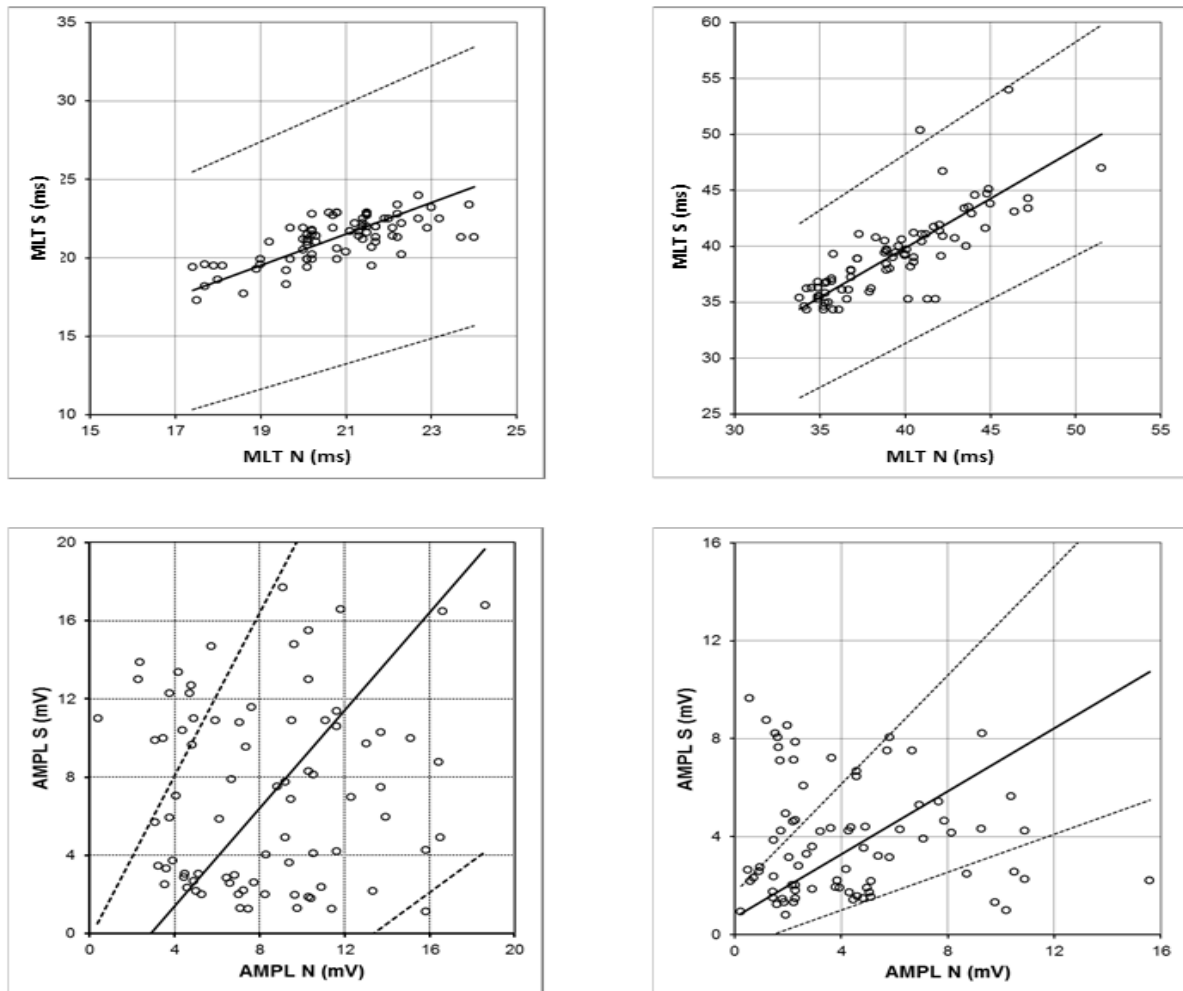 35
30
25
20
15
10
15 17 19 21 23 25
MLT S (ms)
MLT N (ms)
60
55
50
45
40
35
30
25
30 35 40 45 50 55
MLT S (ms)
MLT N (ms)
20
16
12
8
4
0
0 4 8 12 16 20
AMPL S (mV)
AMPL N (mV)
16
12
8
4
0
0 4 8 12 16
AMPL S (mV)
AMPL N (mV)